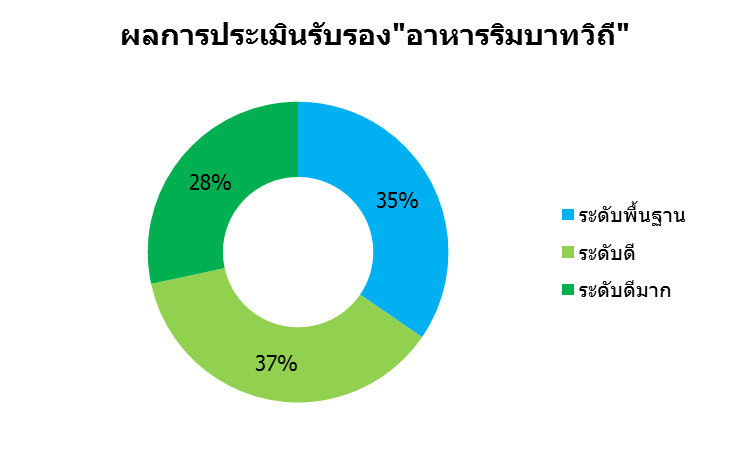 ผลการประเมินรับรอง"อาหารริมบาทวิถี"
35%
37%
28%
ระดับพื้นฐาน
ระดับดี
ระดับดีมาก